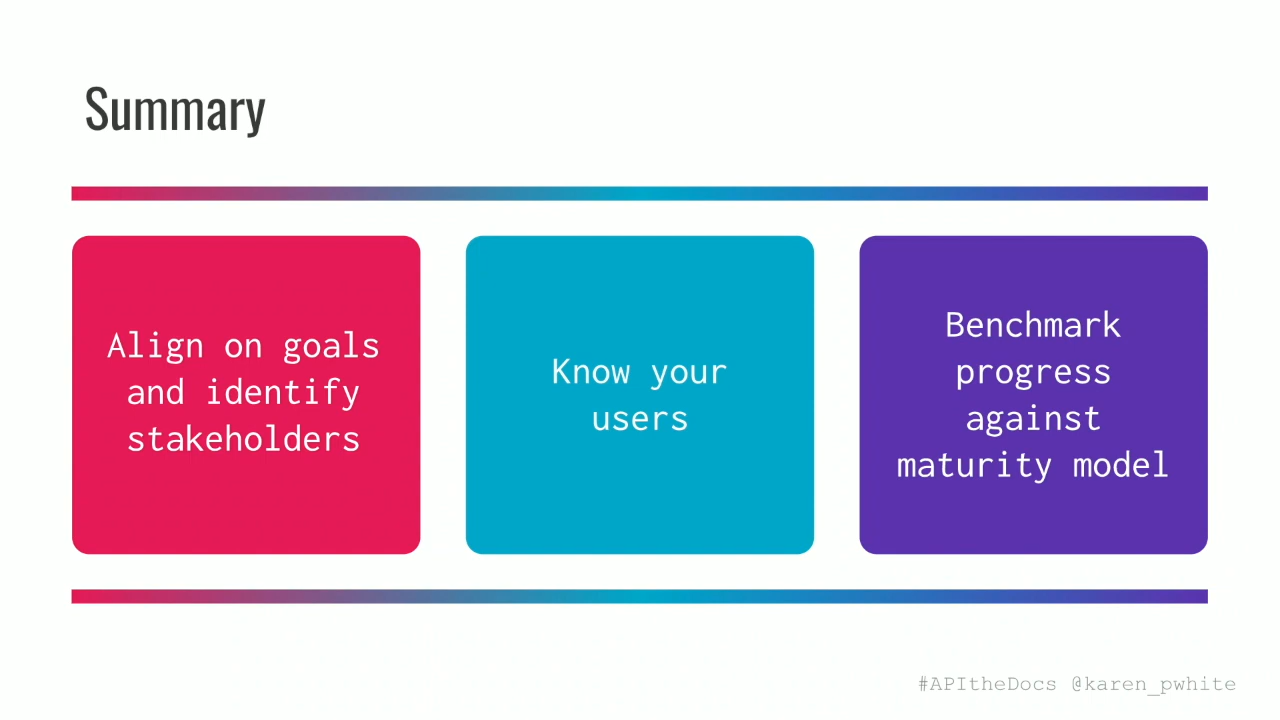 Summary
Align on goals
and identify
stakeholders
Know your
users
Benchmark
progress
against
maturity model
#APItheDocs @karen_pwhite